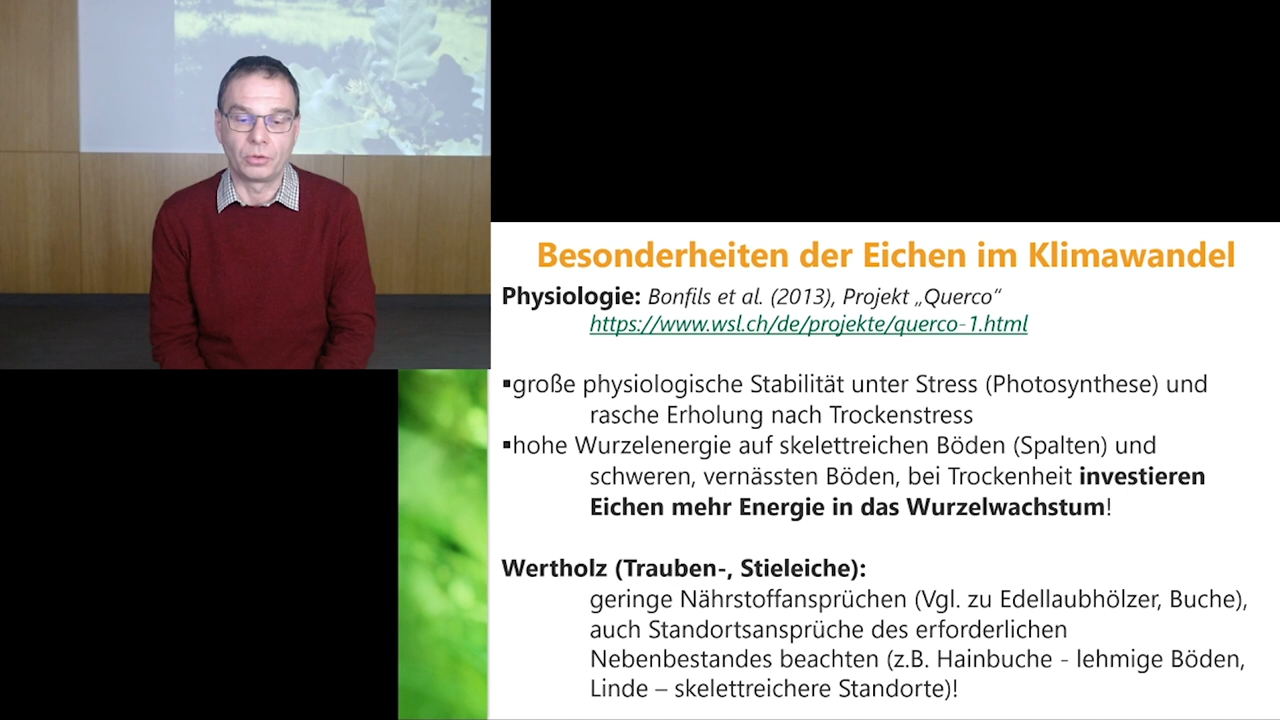 Besonderheiten der Eichen im Klimawandel
Physiologie: Bonfils et al. (2013), Projekt „Querco“
https://www.wsl.ch/de/projekte/querco-1.html
▪große physiologische Stabilität unter Stress (Photosynthese) und
rasche Erholung nach Trockenstress
▪hohe Wurzelenergie auf skelettreichen Böden (Spalten) und
schweren, vernässten Böden, bei Trockenheit investieren
Eichen mehr Energie in das Wurzelwachstum!
Wertholz (Trauben-, Stieleiche):
geringe Nährstoffansprüchen (Vgl. zu Edellaubhölzer, Buche),
auch Standortsansprüche des erforderlichen
Nebenbestandes beachten (z.B. Hainbuche - lehmige Böden,
Linde – skelettreichere Standorte)!